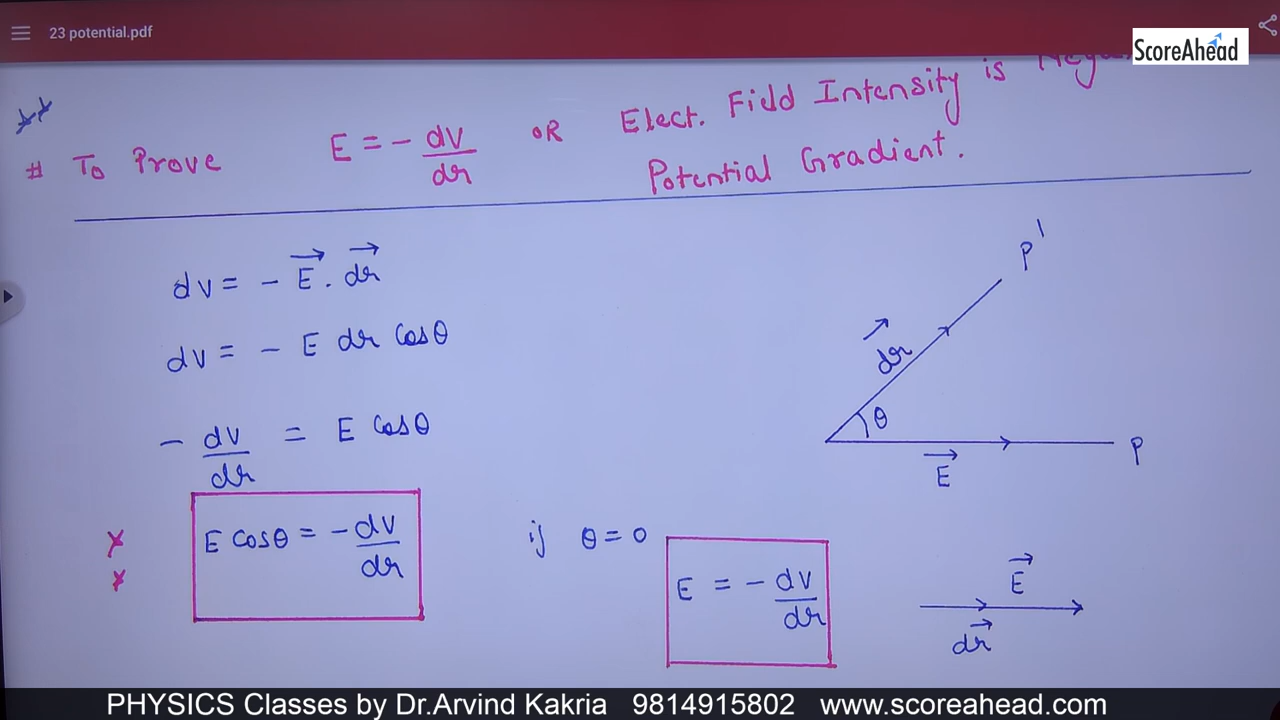 23 potential.pdf
ScoreAhead
# To Prove E = - dv/dr OR Elect. Field Intensity is
Potential Gradient.
dv = - E⃗ . dr⃗
dv = - E dr cosθ
- dv/dr = E cosθ
E cosθ = - dv/dr
if θ = 0
E = - dv/dr
P'
dr⃗
θ
P
E⃗
E⃗
dr⃗
PHYSICS Classes by Dr.Arvind Kakria 9814915802 www.scoreahead.com